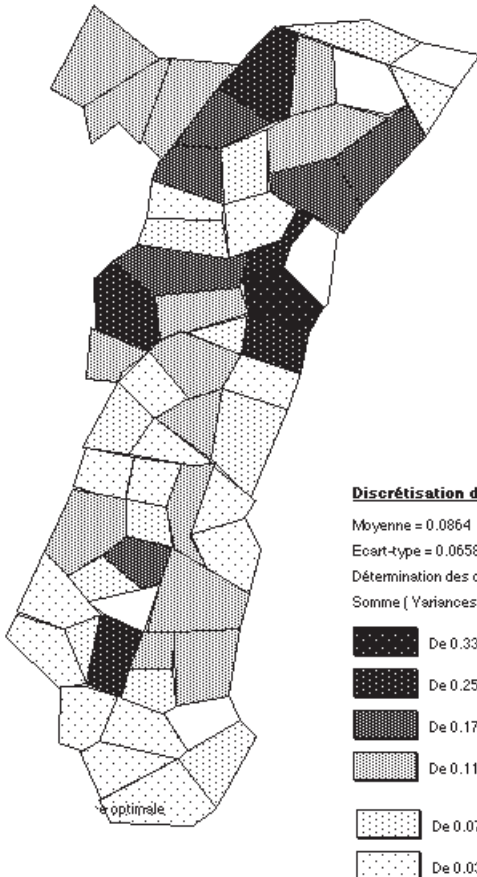 Discrétisation d
Moyenne = 0.0864
Ecart-type = 0.0658
Détermination des c
Somme ( Variances
De 0.33
De 0.25
De 0.17
De 0.11
e optimale
De 0.07
De 0.03